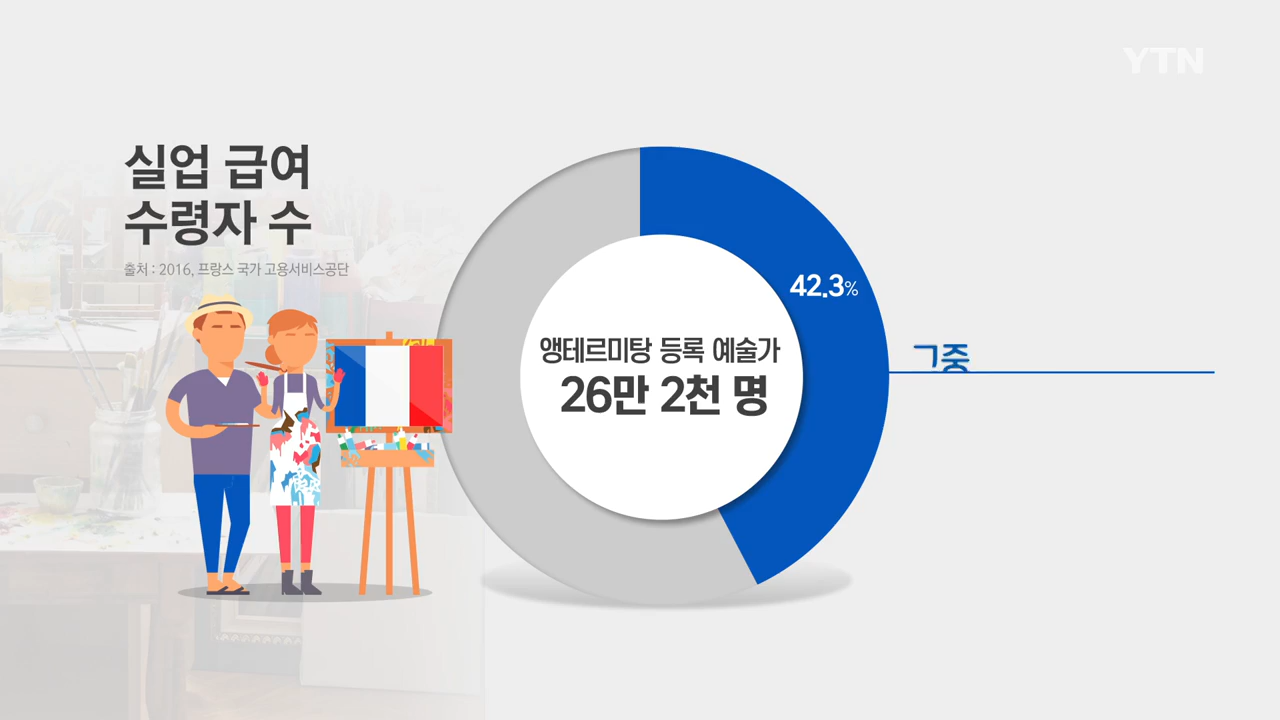 YTN
실업 급여
수령자 수
출처 : 2016, 프랑스 국가 고용서비스공단
42.3%
앵테르미탕 등록 예술가
26만 2천 명
그중